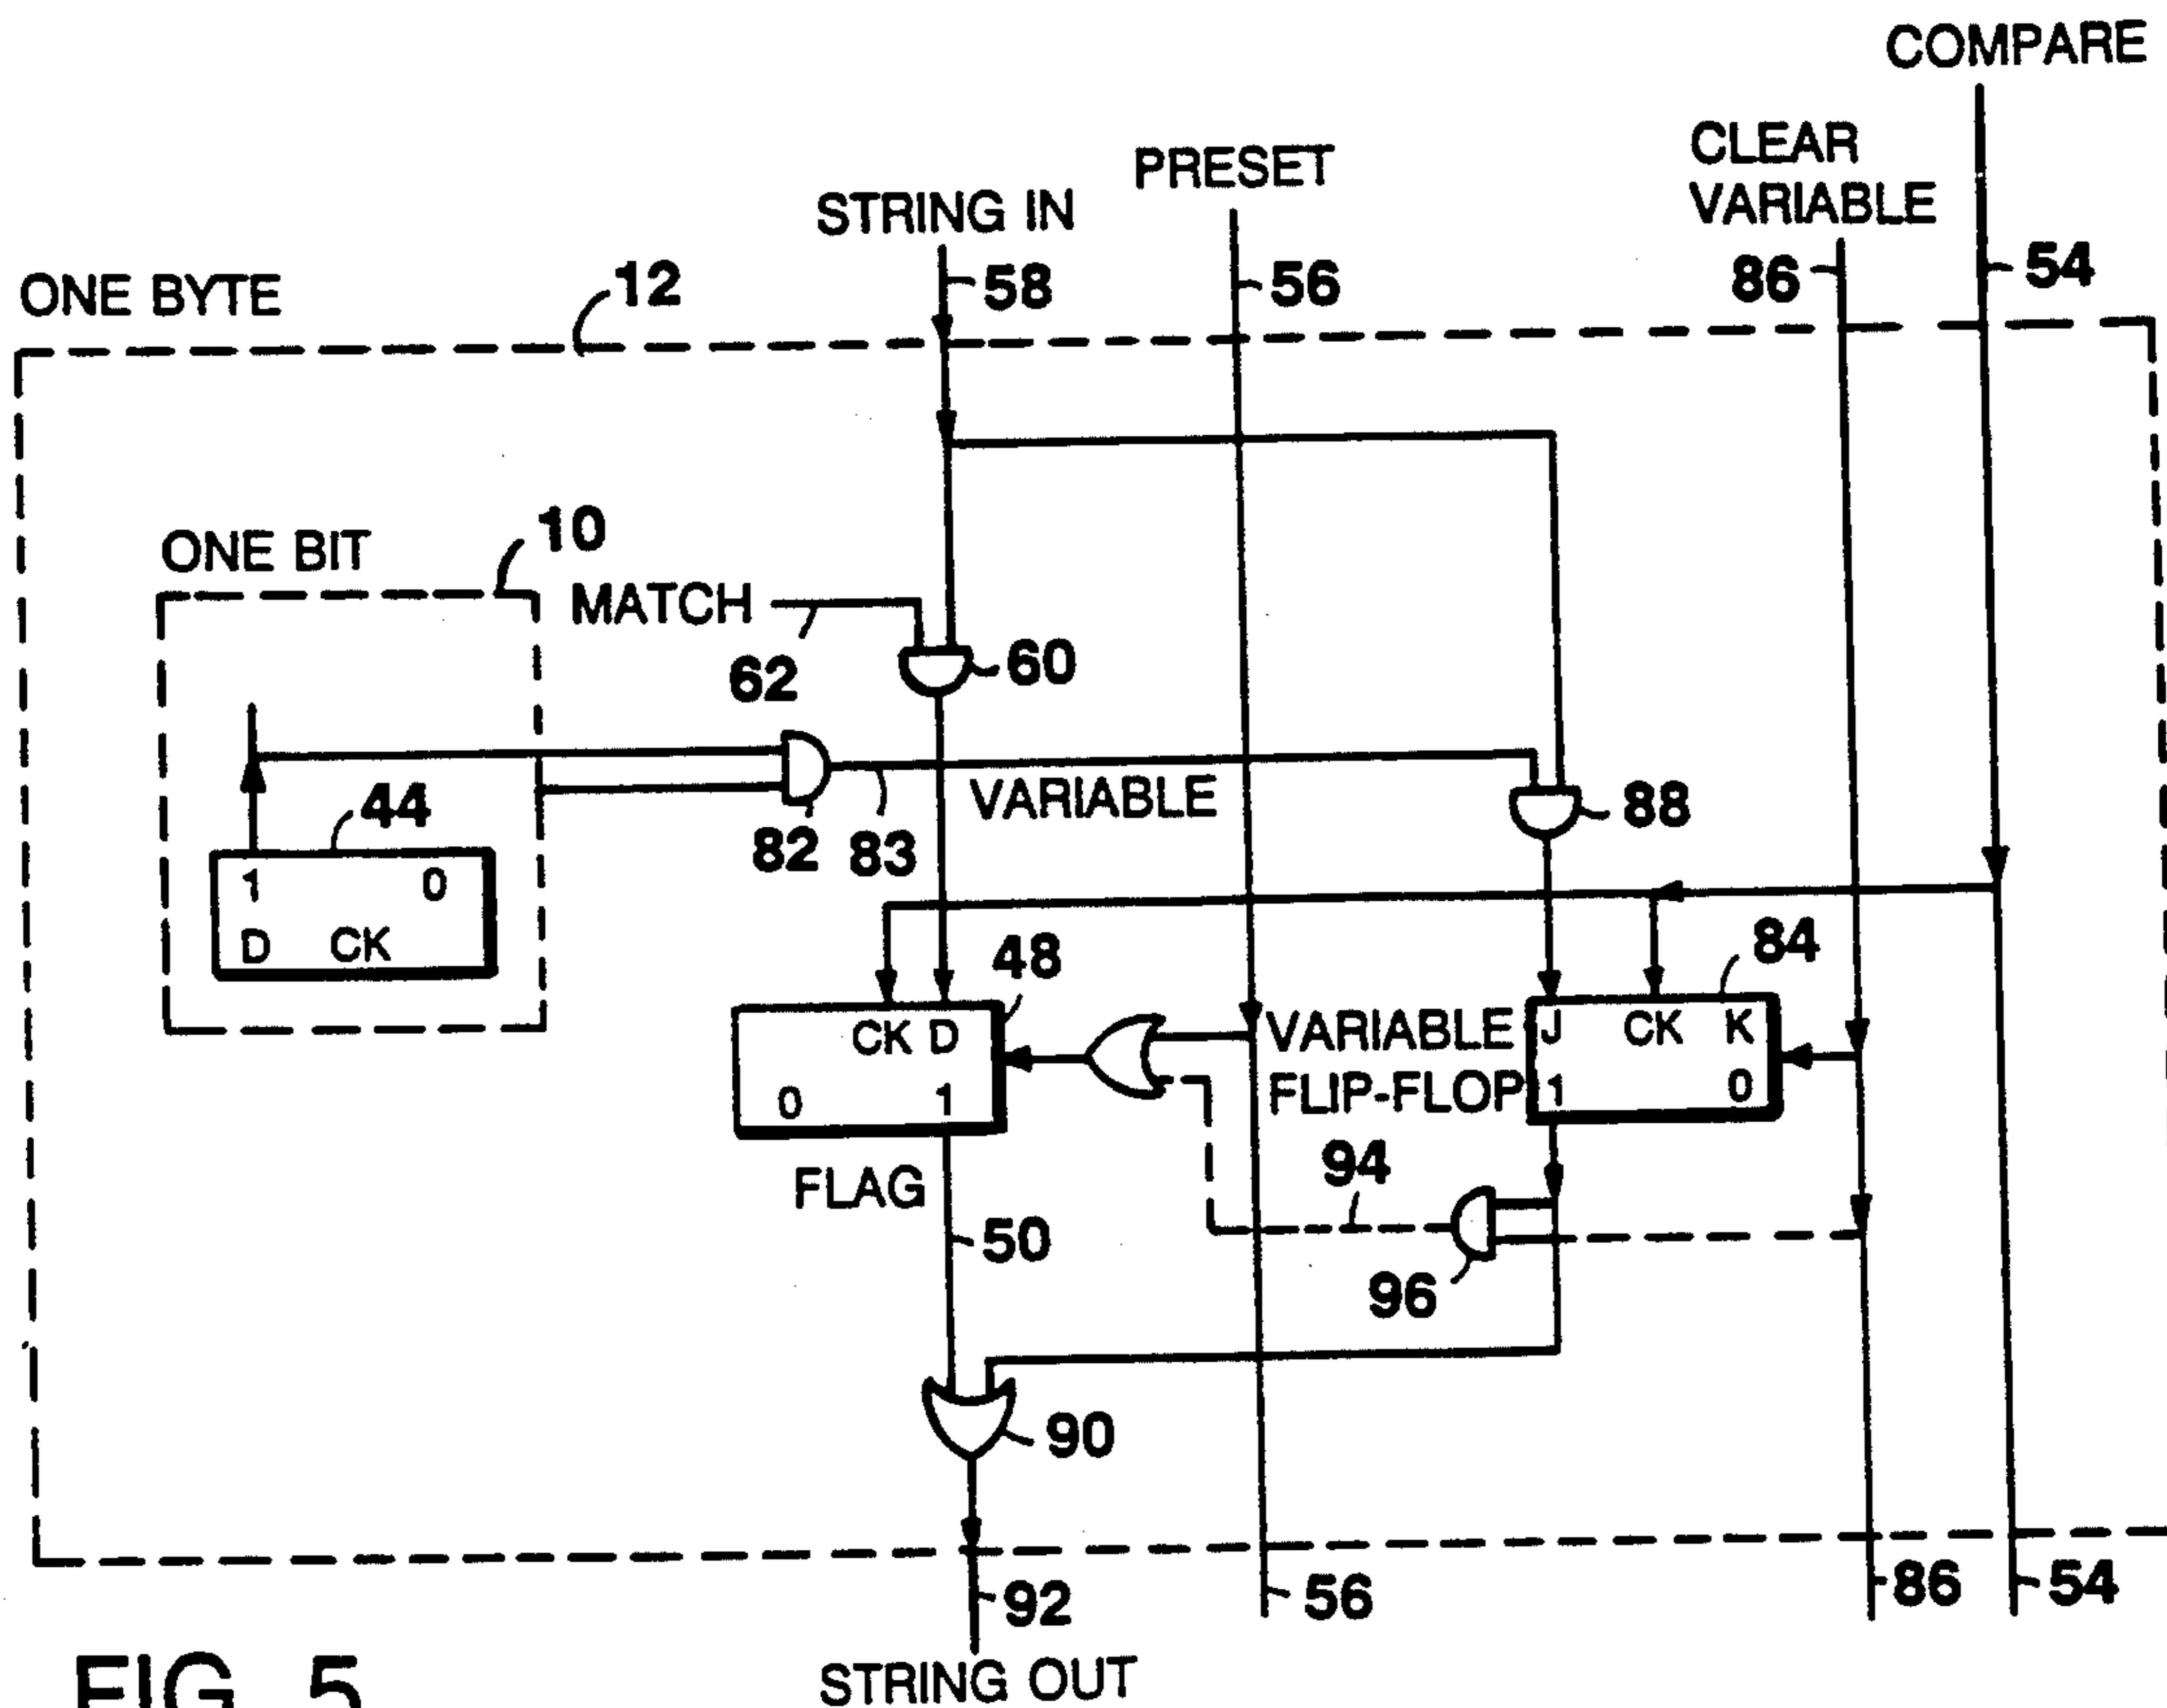 COMPARE
CLEAR
VARIABLE
PRESET
STRING IN
ONE BYTE
12
58
56
86
54
ONE BIT
10
MATCH
62
60
44
82
83
VARIABLE
88
1 0
D CK
48
84
CK D
0 1
VARIABLE
FLIP-FLOP
J CK K
1 0
FLAG
94
50
96
90
92
56
86
54
STRING OUT
FIG. 5